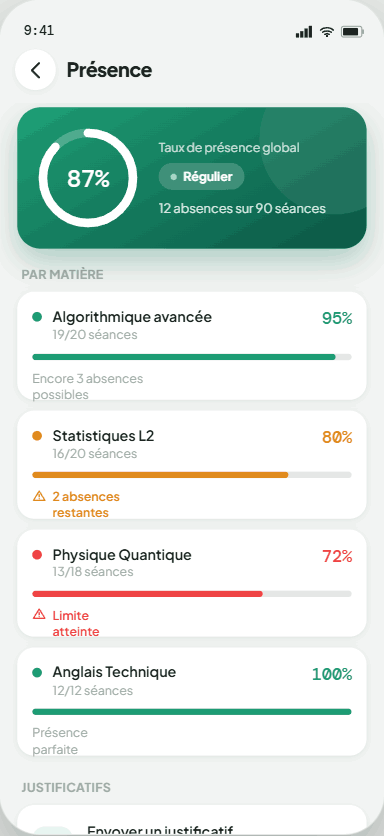 9:41
Présence
87%
Taux de présence global
Régulier
12 absences sur 90 séances
PAR MATIÈRE
Algorithmique avancée
95%
19/20 séances
Encore 3 absences
possibles
Statistiques L2
80%
16/20 séances
2 absences
restantes
Physique Quantique
72%
13/18 séances
Limite
atteinte
Anglais Technique
100%
12/12 séances
Présence
parfaite
JUSTIFICATIFS
Envoyer un justificatif